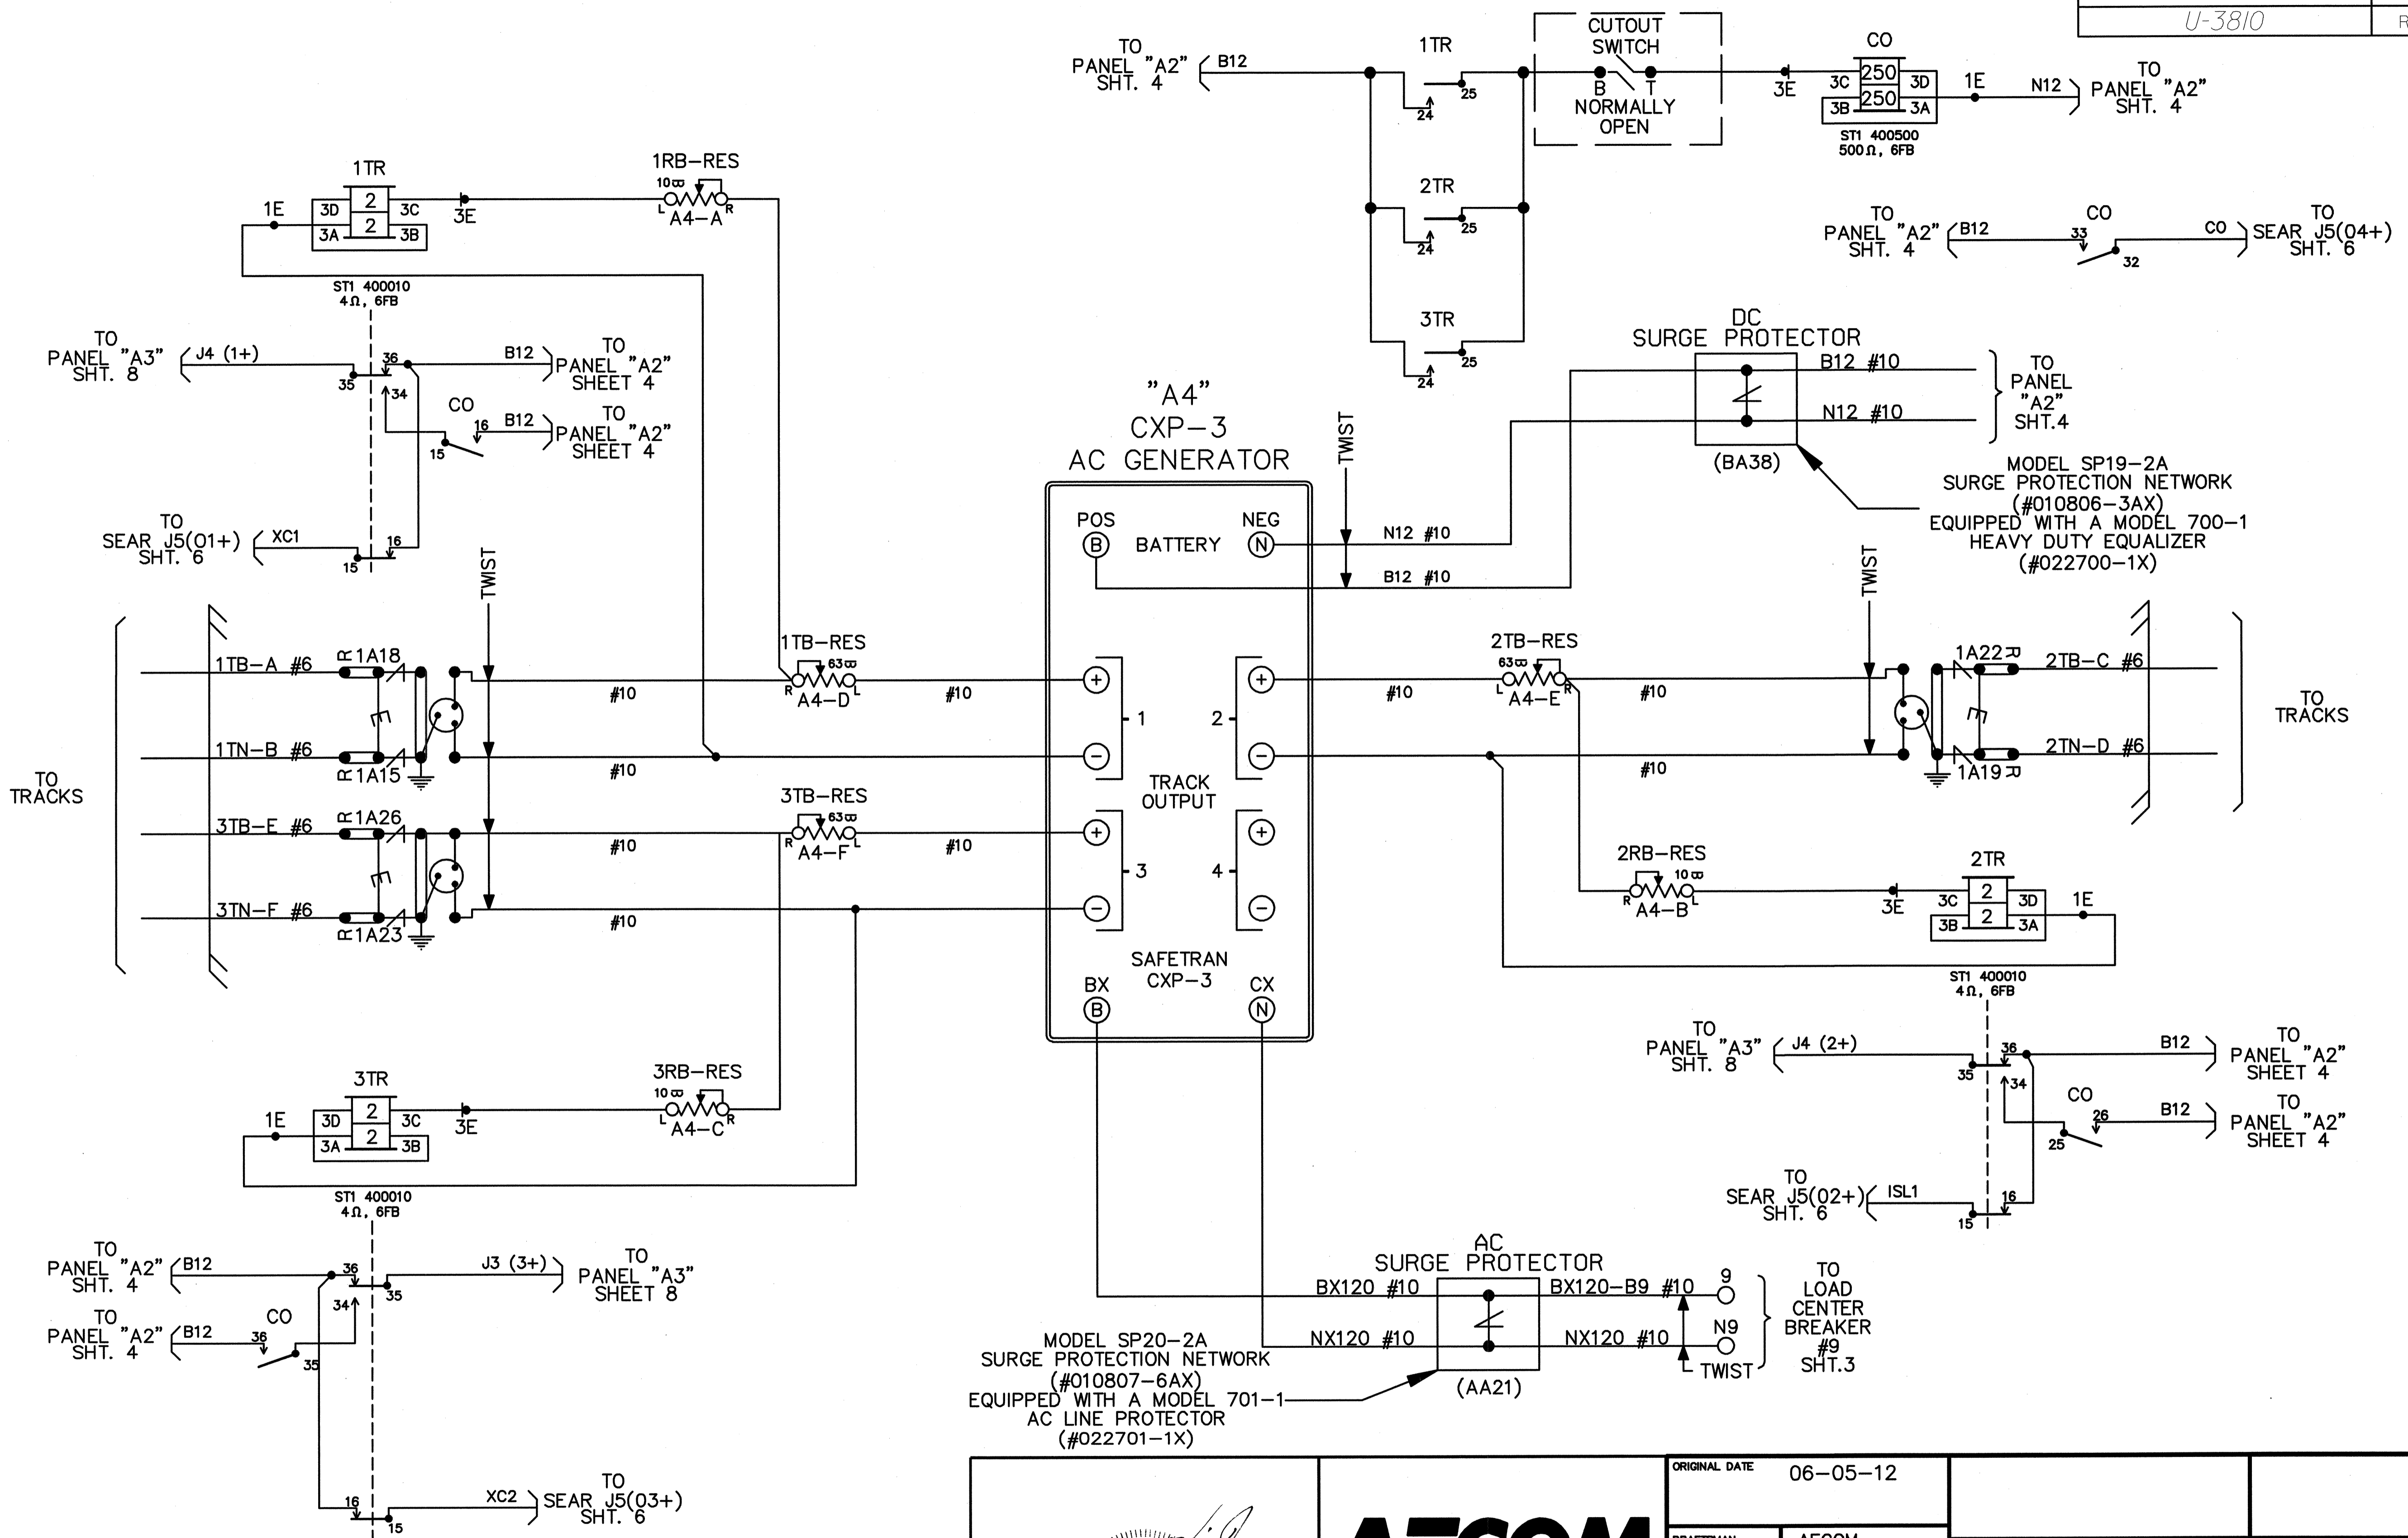 U-3810
R
TO
PANEL "A2"
SHT. 4
B12
1TR
24
25
2TR
24
25
3TR
24
25
CUTOUT
SWITCH
B T
NORMALLY
OPEN
3E
CO
3C 250 3D
3B 250 3A
1E
N12
TO
PANEL "A2"
SHT. 4
ST1 400500
500Ω, 6FB
TO
PANEL "A2"
SHT. 4
B12
CO
33
32
CO
TO
SEAR J5(04+)
SHT. 6
1TR
1E
3D 2 3C
3A 2 3B
3E
1RB-RES
10
L R
A4-A
ST1 400010
4Ω, 6FB
TO
PANEL "A3"
SHT. 8
J4 (1+)
35
36
34
B12
TO
PANEL "A2"
SHEET 4
CO
15
16
B12
TO
PANEL "A2"
SHEET 4
TO
SEAR J5(01+)
SHT. 6
XC1
15
16
DC
SURGE PROTECTOR
B12 #10
N12 #10
TO
PANEL
"A2"
SHT.4
(BA38)
MODEL SP19-2A
SURGE PROTECTION NETWORK
(#010806-3AX)
EQUIPPED WITH A MODEL 700-1
HEAVY DUTY EQUALIZER
(#022700-1X)
"A4"
CXP-3
AC GENERATOR
TWIST
POS
B
BATTERY
NEG
N
N12 #10
B12 #10
TWIST
TWIST
TO
TRACKS
1TB-A #6
R 1A18
#10
1TB-RES
63
R L
A4-D
#10
1TN-B #6
R 1A15
#10
3TB-E #6
R 1A26
#10
3TB-RES
63
R L
A4-F
#10
3TN-F #6
R 1A23
#10
+
-
1
+
-
2
TRACK
OUTPUT
+
-
3
+
-
4
SAFETRAN
CXP-3
BX
B
CX
N
2TB-RES
63
L R
A4-E
#10
#10
1A22 R
2TB-C #6
#10
1A19 R
2TN-D #6
TO
TRACKS
2RB-RES
10
R L
A4-B
3E
2TR
3C 2 3D
3B 2 3A
1E
ST1 400010
4Ω, 6FB
TO
PANEL "A3"
SHT. 8
J4 (2+)
35
36
34
B12
TO
PANEL "A2"
SHEET 4
CO
25
26
B12
TO
PANEL "A2"
SHEET 4
TO
SEAR J5(02+)
SHT. 6
ISL1
15
16
3TR
1E
3D 2 3C
3A 2 3B
3E
3RB-RES
10
L R
A4-C
ST1 400010
4Ω, 6FB
TO
PANEL "A2"
SHT. 4
B12
36
34
35
J3 (3+)
TO
PANEL "A3"
SHEET 8
TO
PANEL "A2"
SHT. 4
B12
CO
36
35
16
15
XC2
TO
SEAR J5(03+)
SHT. 6
AC
SURGE PROTECTOR
BX120 #10
BX120-B9 #10
9
NX120 #10
NX120 #10
N9
TWIST
TO
LOAD
CENTER
BREAKER
#9
SHT.3
(AA21)
MODEL SP20-2A
SURGE PROTECTION NETWORK
(#010807-6AX)
EQUIPPED WITH A MODEL 701-1
AC LINE PROTECTOR
(#022701-1X)
AECOM
ORIGINAL DATE 06-05-12
AECOM